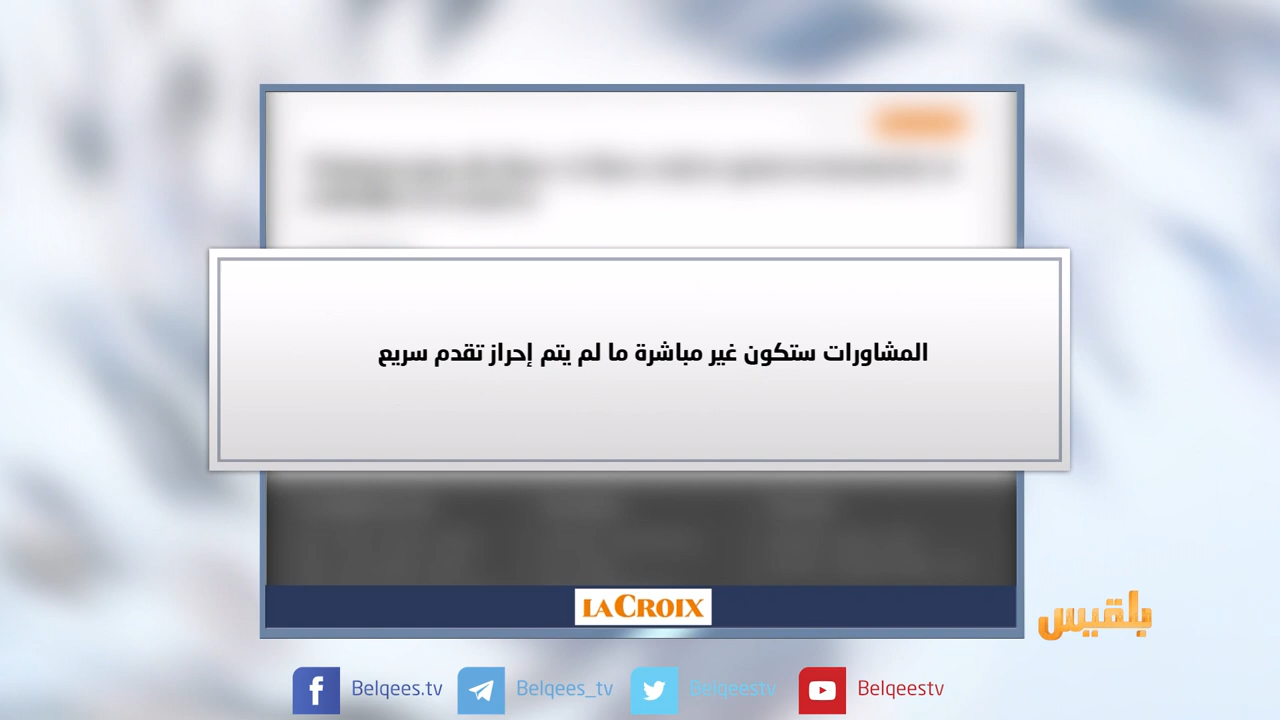 المشاورات ستكون غير مباشرة ما لم يتم إحراز تقدم سريع
LA CROIX
بلقيس
Belqees.tv
Belqees_tv
Belqeestv
Belqeestv